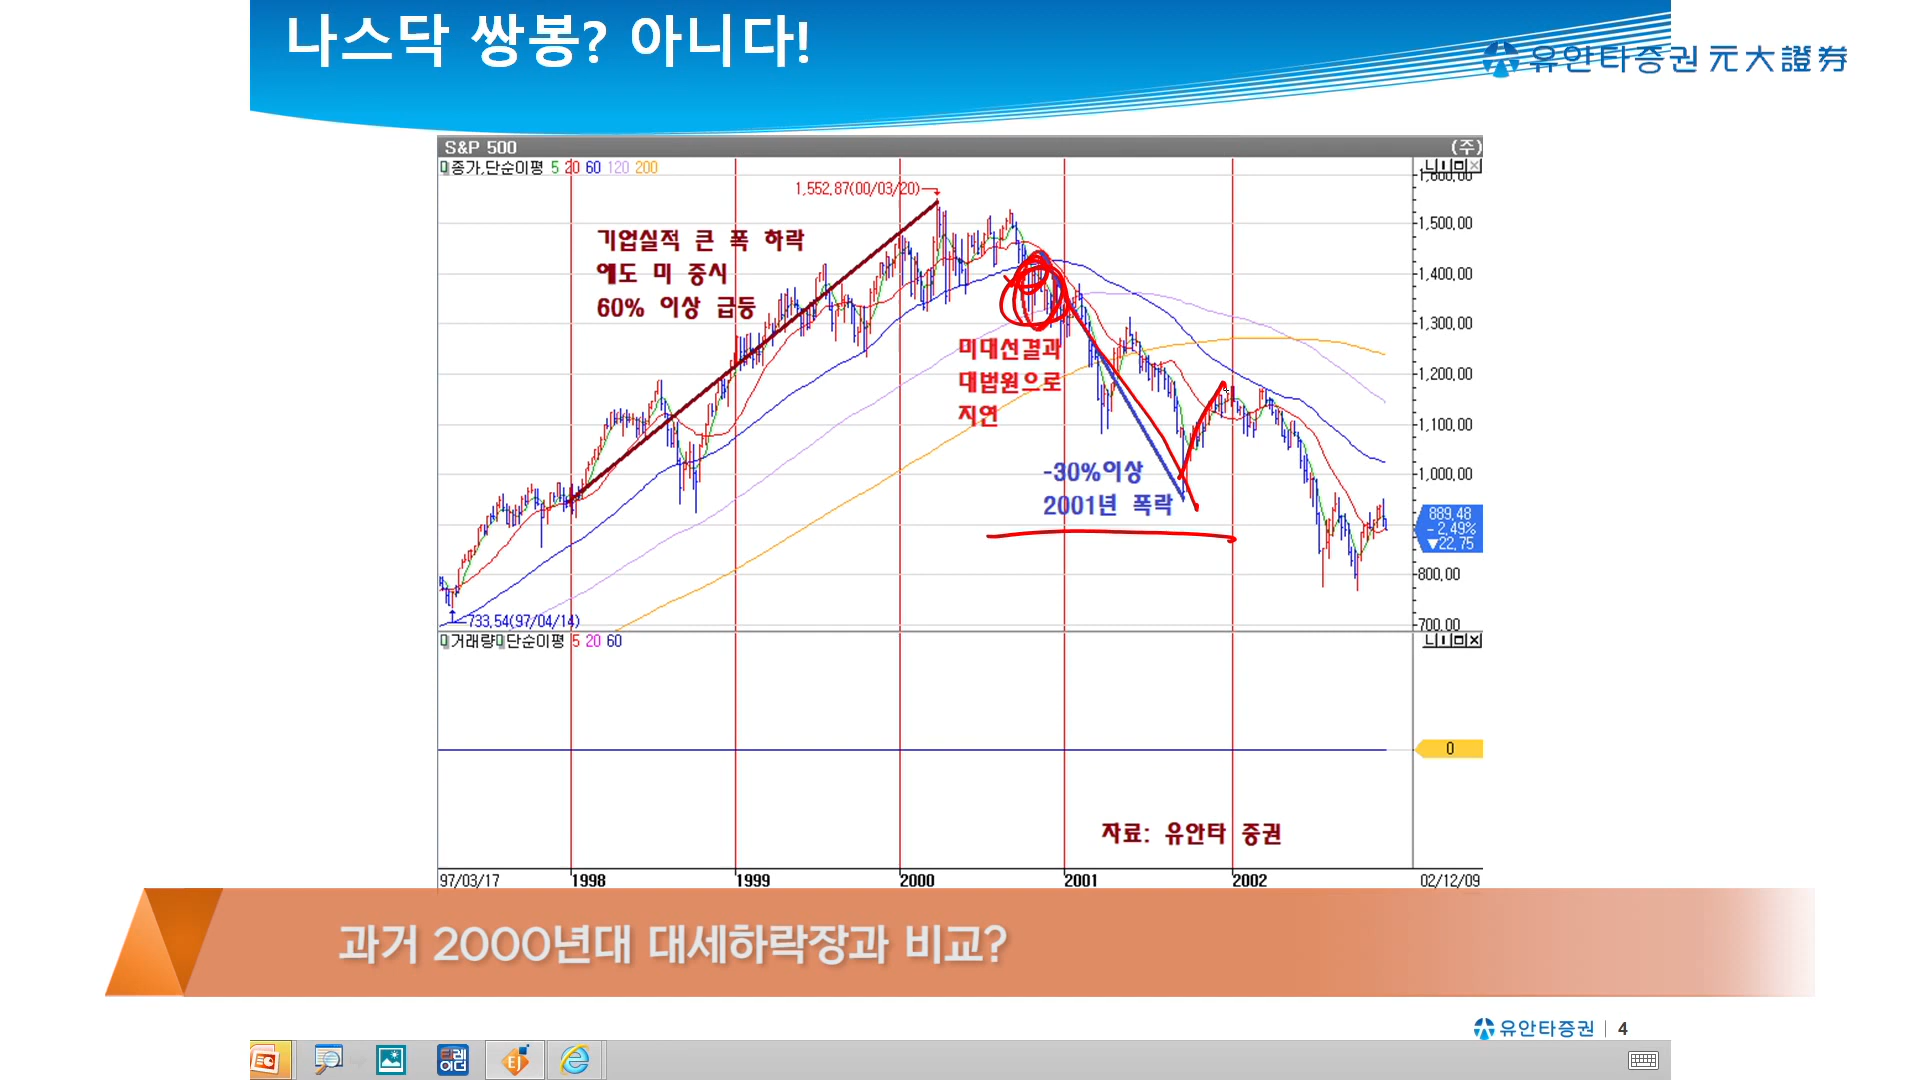 나스닥 쌍봉? 아니다!
유안타증권 元大證券
S&P 500 (주)
종가,단순이평 5 20 60 120 200
1,600,00
1,552,87(00/03/20)
1,500,00
기업실적 큰 폭 하락
에도 미 증시
60% 이상 급등
1,400,00
1,300,00
미대선결과
대법원으로
지연
1,200,00
1,100,00
-30%이상
2001년 폭락
1,000,00
889,48
-2,49%
▼22,75
800,00
733,54(97/04/14)
700,00
거래량 단순이평 5 20 60
0
자료: 유안타 증권
97/03/17 1998 1999 2000 2001 2002 02/12/09
과거 2000년대 대세하락장과 비교?
유안타증권 | 4
티레이더